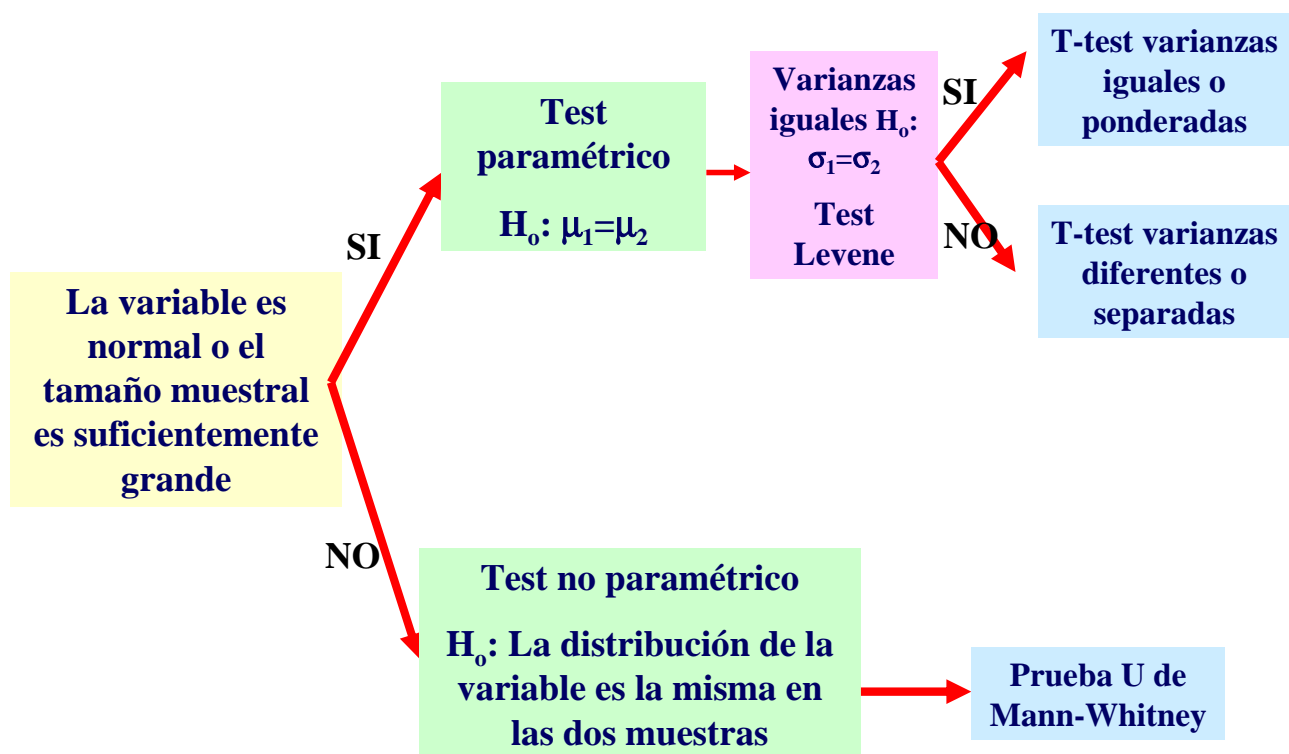 La variable es
normal o el
tamaño muestral
es suficientemente
grande
SI
Test
paramétrico
Hₒ: μ₁=μ₂
Varianzas
iguales Hₒ:
σ₁=σ₂
Test
Levene
SI
T-test varianzas
iguales o
ponderadas
NO
T-test varianzas
diferentes o
separadas
NO
Test no paramétrico
Hₒ: La distribución de la
variable es la misma en
las dos muestras
Prueba U de
Mann-Whitney